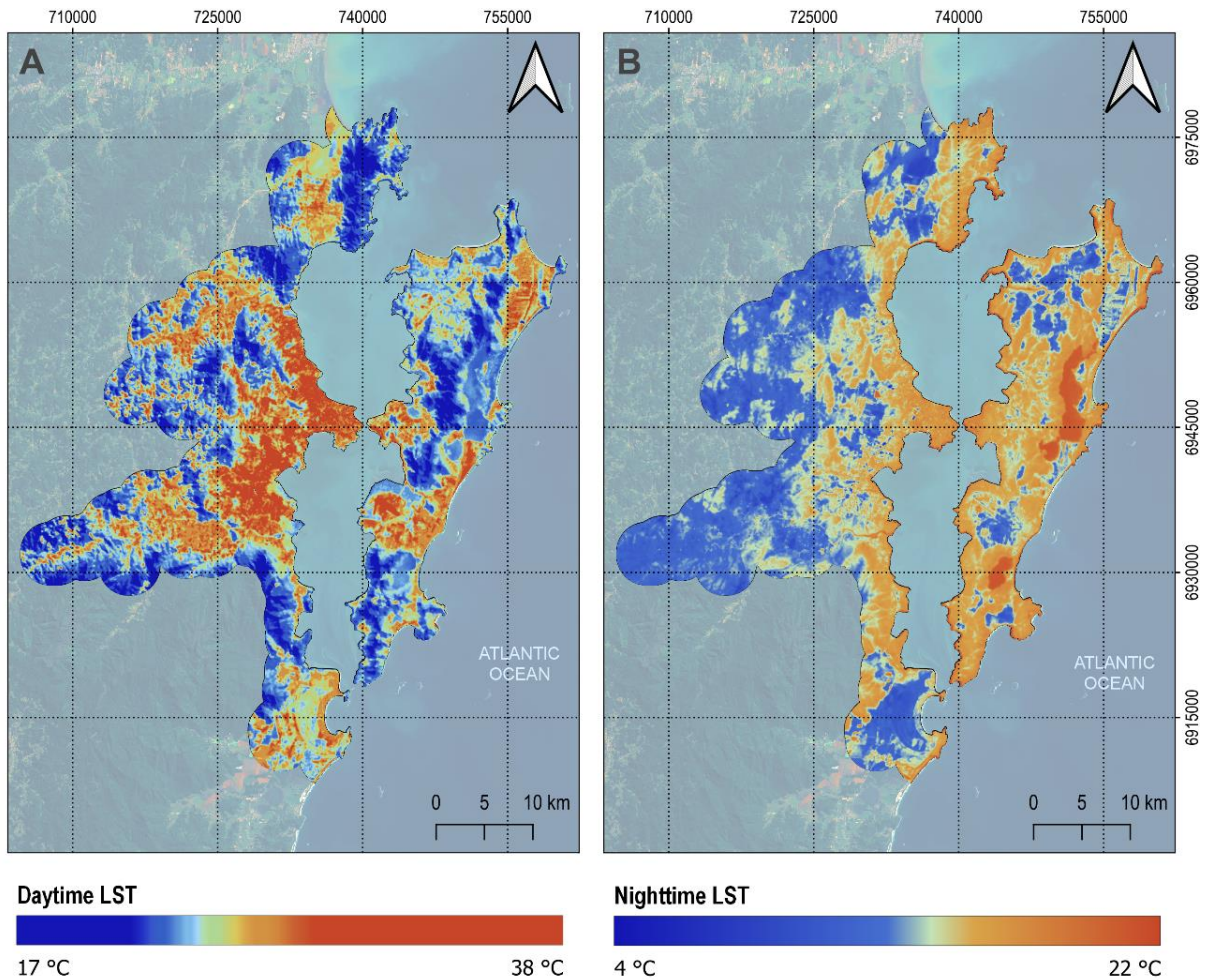 710000 725000 740000 755000 710000 725000 740000 755000
A B
6975000
6960000
6945000
6930000
ATLANTIC
OCEAN
ATLANTIC
OCEAN
6915000
0 5 10 km 0 5 10 km
Daytime LST Nighttime LST
17 °C 38 °C 4 °C 22 °C